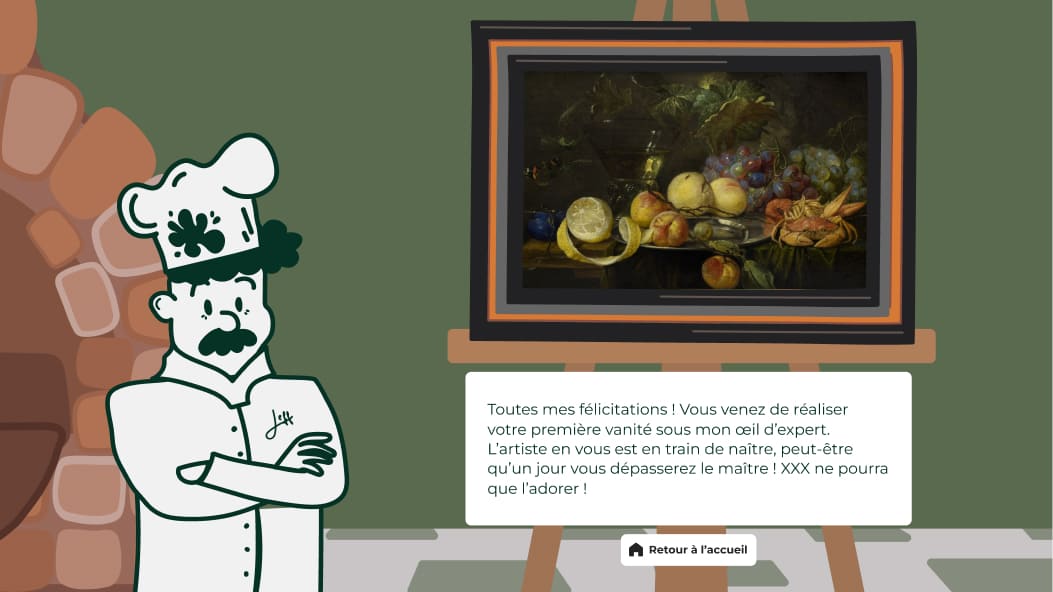 Jeff
Toutes mes félicitations ! Vous venez de réaliser
votre première vanité sous mon œil d’expert.
L’artiste en vous est en train de naître, peut-être
qu’un jour vous dépasserez le maître ! XXX ne pourra
que l’adorer !
Retour à l’accueil